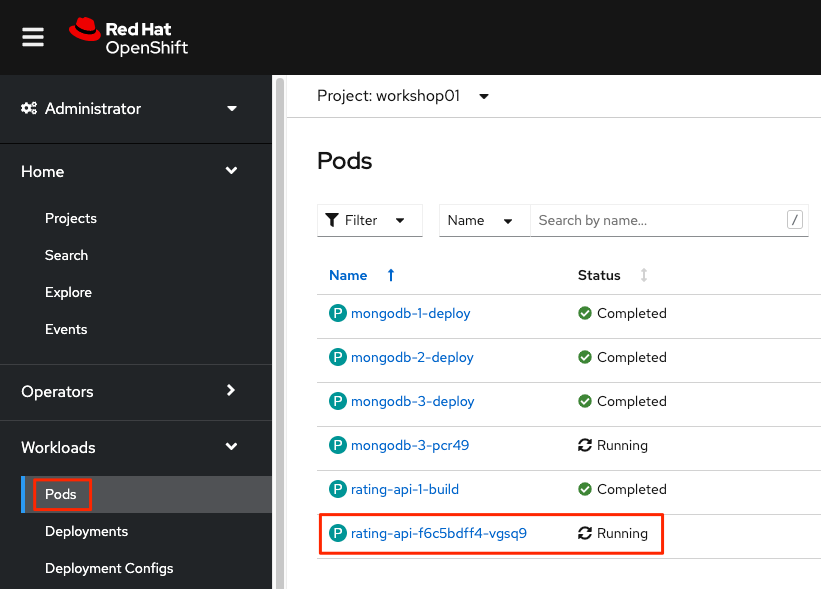 Red Hat
OpenShift
Administrator
Home
Projects
Search
Explore
Events
Operators
Workloads
Pods
Deployments
Deployment Configs
Project: workshop01
Pods
Filter
Name
Search by name...
/
Name
Status
P mongodb-1-deploy Completed
P mongodb-2-deploy Completed
P mongodb-3-deploy Completed
P mongodb-3-pcr49 Running
P rating-api-1-build Completed
P rating-api-f6c5bdff4-vgsq9 Running